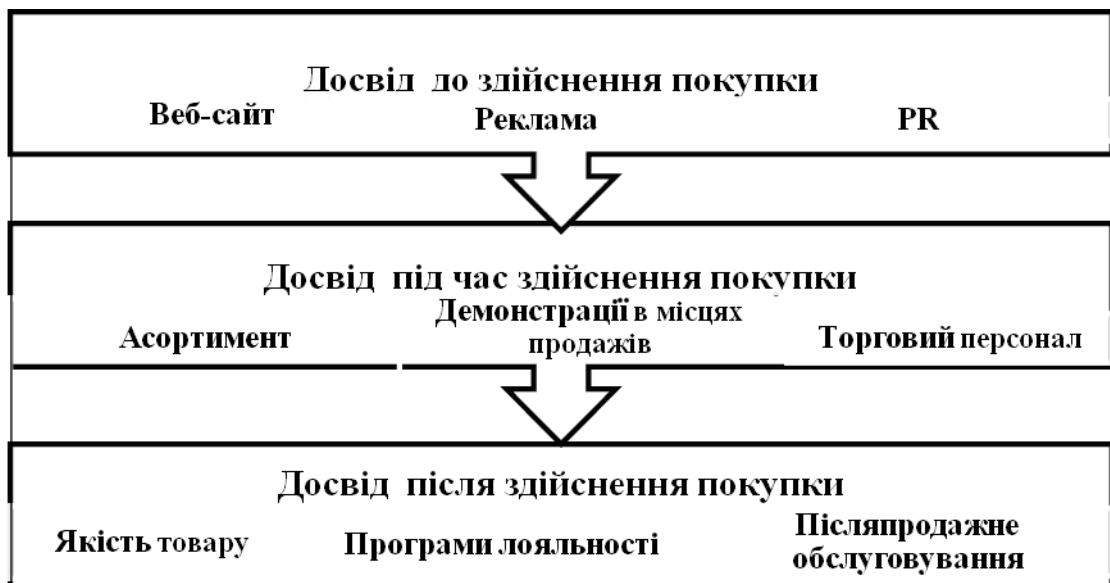 Досвід до здійснення покупки
Веб-сайт Реклама PR
Досвід під час здійснення покупки
Асортимент
Демонстрації в місцях
продажів
Торговий персонал
Досвід після здійснення покупки
Якість товару
Програми лояльності
Післяпродажне
обслуговування